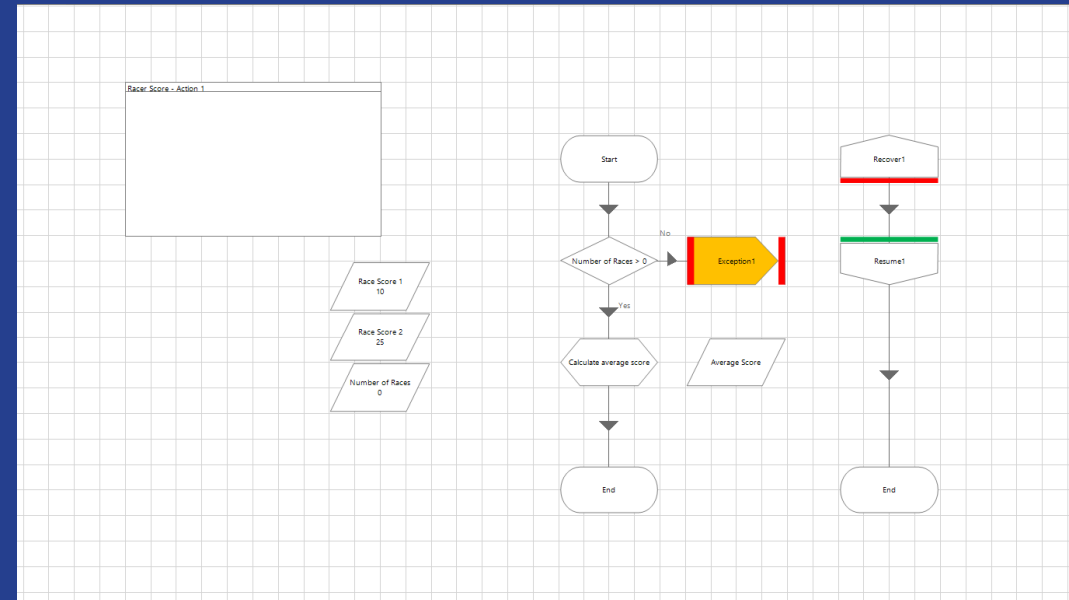 Racer Score - Action 1
Race Score 1
10
Race Score 2
25
Number of Races
0
Start
Number of Races > 0
No
Exception1
Yes
Calculate average score
Average Score
End
Recover1
Resume1
End